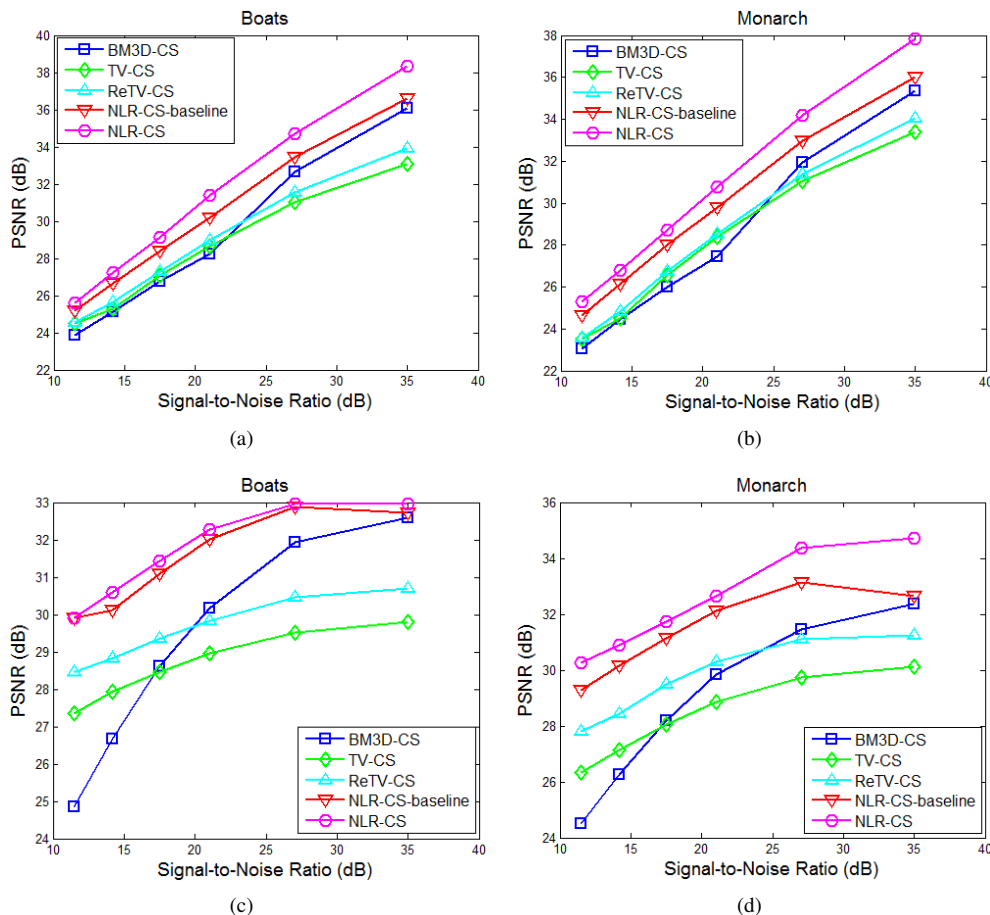 Boats
PSNR (dB)
40
38
36
34
32
30
28
26
24
22
BM3D-CS
TV-CS
ReTV-CS
NLR-CS-baseline
NLR-CS
10 15 20 25 30 35 40
Signal-to-Noise Ratio (dB)
(a)
Monarch
PSNR (dB)
38
36
34
32
30
28
26
24
22
BM3D-CS
TV-CS
ReTV-CS
NLR-CS-baseline
NLR-CS
10 15 20 25 30 35 40
Signal-to-Noise Ratio (dB)
(b)
Boats
PSNR (dB)
33
32
31
30
29
28
27
26
25
24
BM3D-CS
TV-CS
ReTV-CS
NLR-CS-baseline
NLR-CS
10 15 20 25 30 35 40
Signal-to-Noise Ratio (dB)
(c)
Monarch
PSNR (dB)
36
34
32
30
28
26
24
BM3D-CS
TV-CS
ReTV-CS
NLR-CS-baseline
NLR-CS
10 15 20 25 30 35 40
Signal-to-Noise Ratio (dB)
(d)